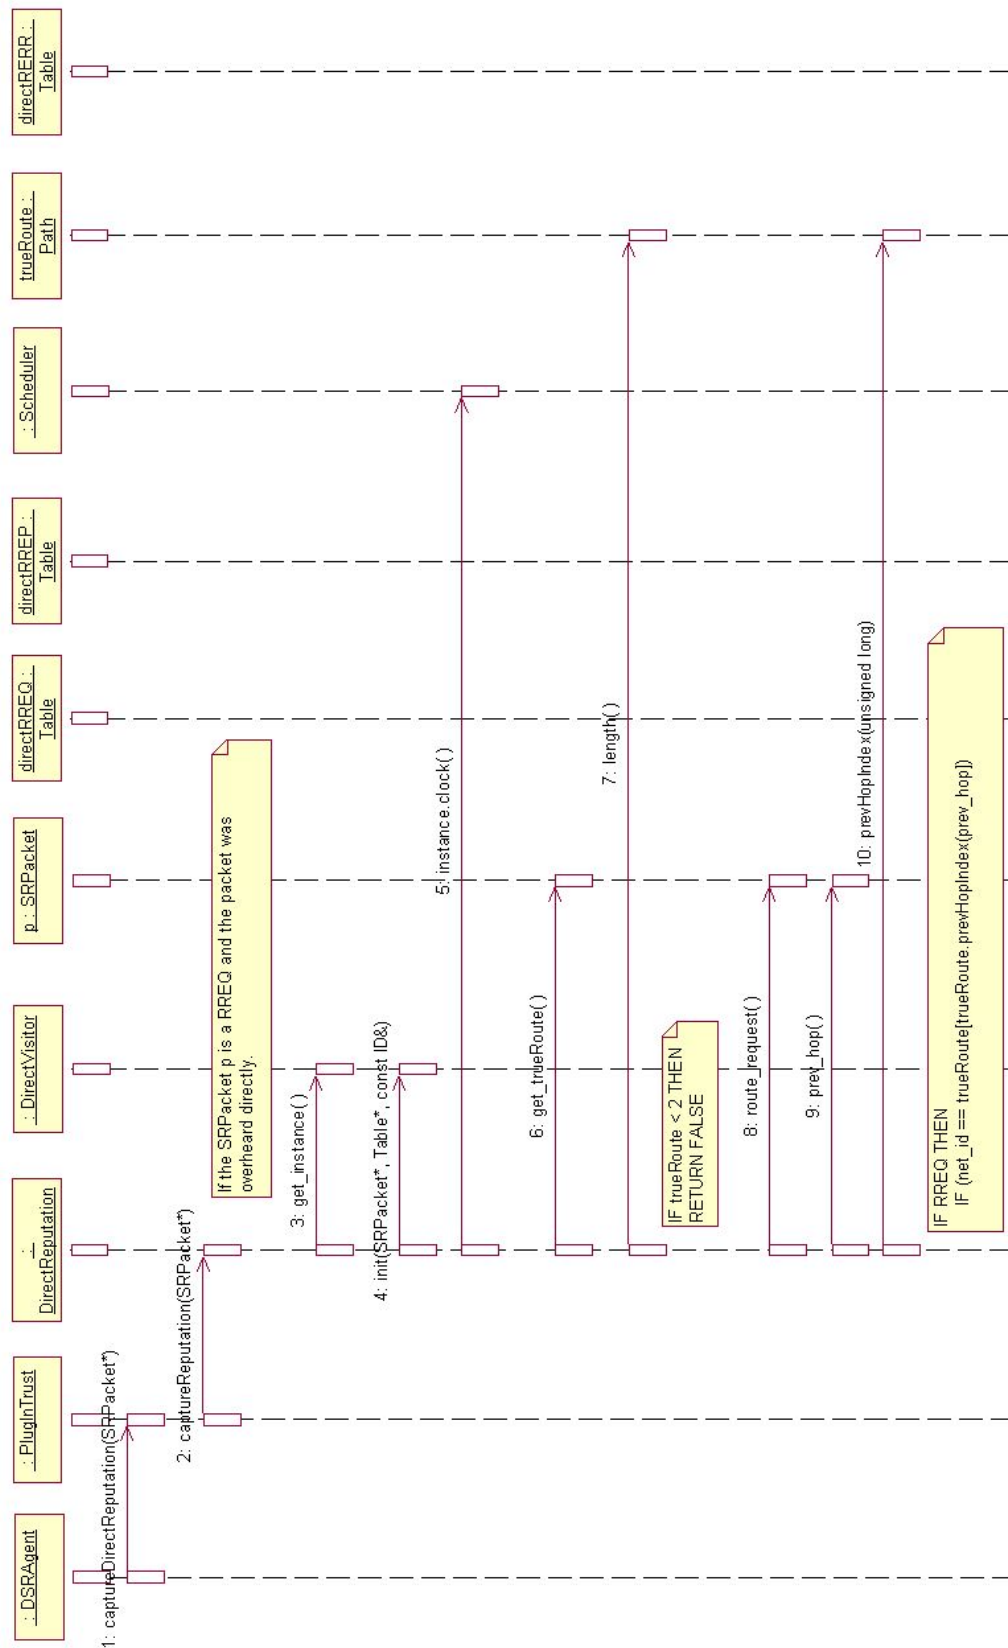 : DSRAgent
: PlugInTrust
:
DirectReputation
: DirectVisitor
p : SRPacket
directRREQ :
Table
directRREP :
Table
: Scheduler
trueRoute :
Path
directRERR :
Table
1: captureDirectReputation(SRPacket*)
2: captureReputation(SRPacket*)
If the SRPacket p is a RREQ and the packet was
overheard directly.
3: get_instance( )
4: init(SRPacket*, Table*, const ID&)
5: instance.clock( )
6: get_trueRoute( )
7: length( )
IF trueRoute < 2 THEN
RETURN FALSE
8: route_request( )
9: prev_hop( )
10: prevHopIndex(unsigned long)
IF RREQ THEN
IF (net_id == trueRoute[trueRoute.prevHopIndex(prev_hop])